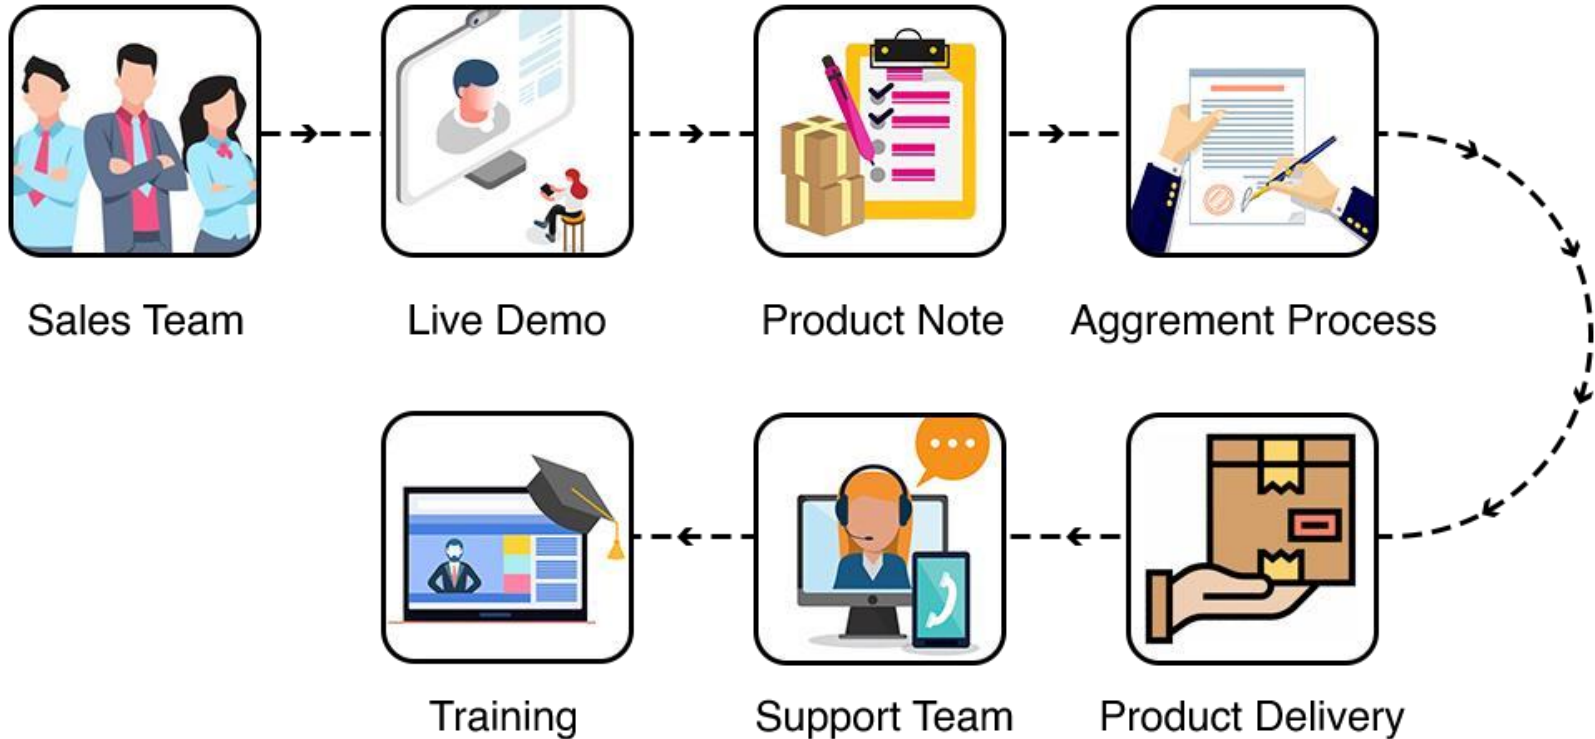 Sales Team
Live Demo
Product Note
Aggrement Process
Training
Support Team
Product Delivery